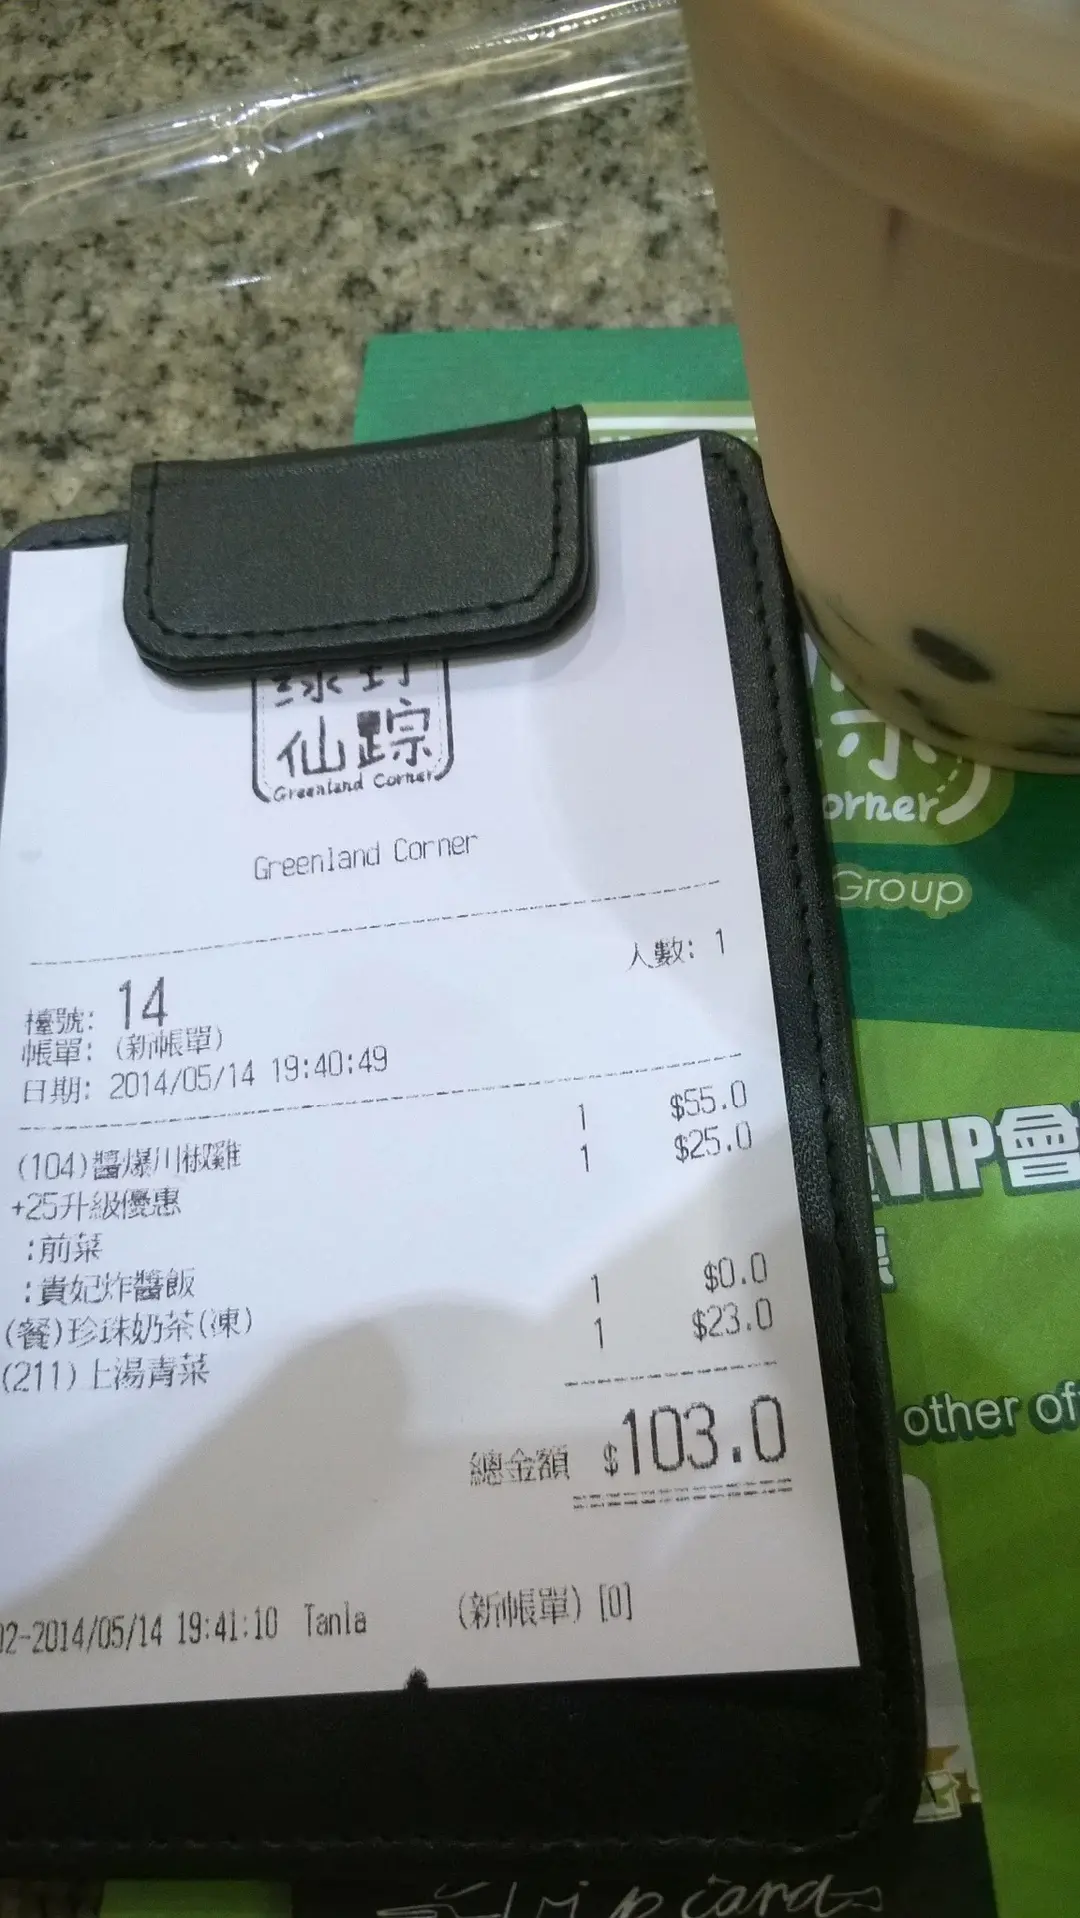 仙踪
Greenland Corner
Greenland Corner
人數: 1
檯號: 14
帳單: (新帳單)
日期: 2014/05/14 19:40:49
(104)醬爆川椒雞 1 $55.0
+25升級優惠 1 $25.0
:前菜
:貴妃炸醬飯
(餐)珍珠奶茶(凍) 1 $0.0
(211)上湯青菜 1 $23.0
總金額 $103.0
02-2014/05/14 19:41:10 Tanla (新帳單) [0]
orner
Group
VIP會
other of
vip card